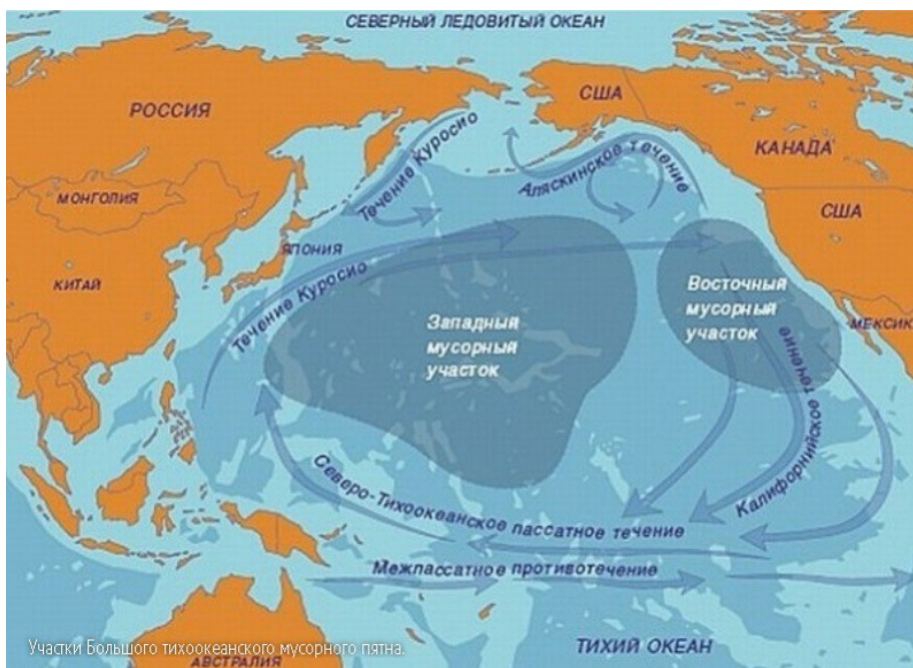 СЕВЕРНЫЙ ЛЕДОВИТЫЙ ОКЕАН
США
РОССИЯ
Течение Куросио
КАНАДА
Аляскинское течение
МОНГОЛИЯ
США
ЯПОНИЯ
КИТАЙ
Течение Куросио
Западный
мусорный
участок
Восточный
мусорный
участок
МЕКСИКА
Калифорнийское течение
Северо-Тихоокеанское пассатное течение
Межпассатное противотечение
Участки Большого тихоокеанского мусорного пятна.
ТИХИЙ ОКЕАН
АВСТРАЛИЯ